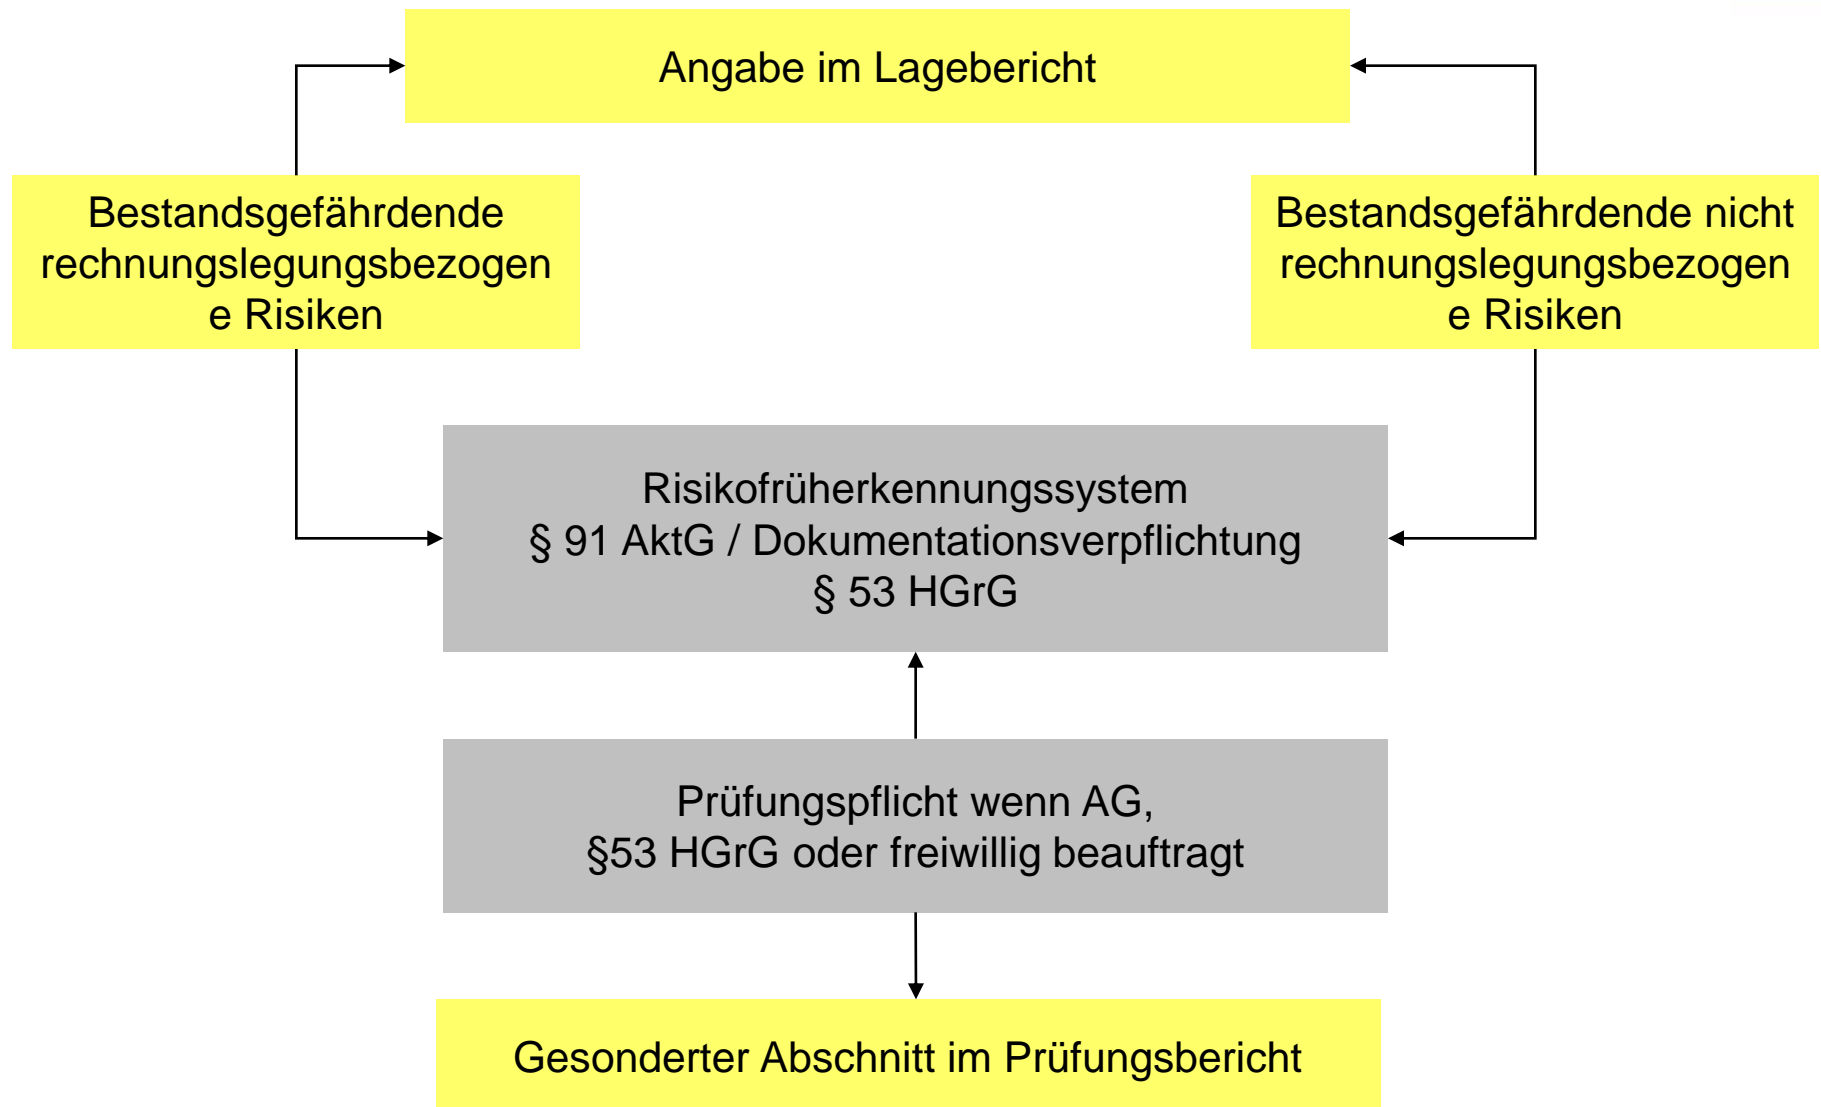 Angabe im Lagebericht
Bestandsgefährdende
rechnungslegungsbezogen
e Risiken
Bestandsgefährdende nicht
rechnungslegungsbezogen
e Risiken
Risikofrüherkennungssystem
§ 91 AktG / Dokumentationsverpflichtung
§ 53 HGrG
Prüfungspflicht wenn AG,
§53 HGrG oder freiwillig beauftragt
Gesonderter Abschnitt im Prüfungsbericht